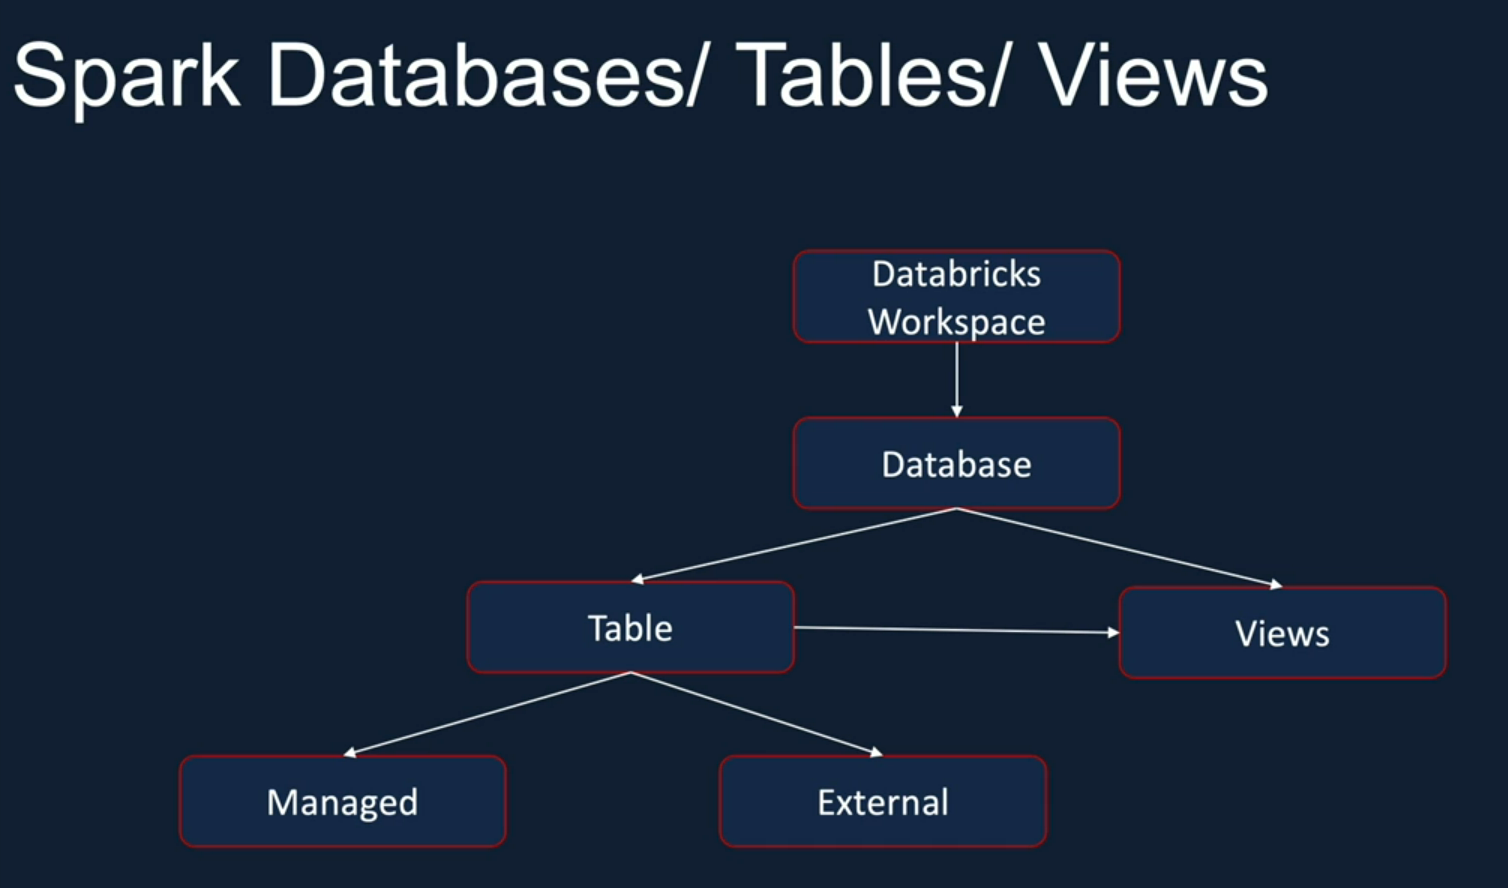 Spark Databases/ Tables/ Views
Databricks
Workspace
Database
Table
Views
Managed
External